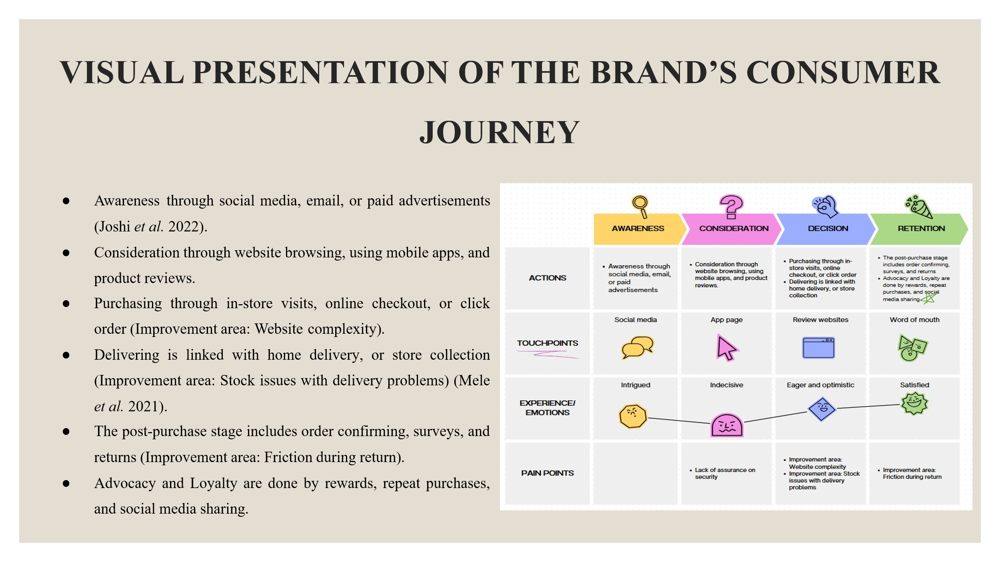 VISUAL PRESENTATION OF THE BRAND’S CONSUMER
JOURNEY
● Awareness through social media, email, or paid advertisements
(Joshi et al. 2022).
● Consideration through website browsing, using mobile apps, and
product reviews.
● Purchasing through in-store visits, online checkout, or click
order (Improvement area: Website complexity).
● Delivering is linked with home delivery, or store collection
(Improvement area: Stock issues with delivery problems) (Mele
et al. 2021).
● The post-purchase stage includes order confirming, surveys, and
returns (Improvement area: Friction during return).
● Advocacy and Loyalty are done by rewards, repeat purchases,
and social media sharing.
AWARENESS
CONSIDERATION
DECISION
RETENTION
ACTIONS
• Awareness through
social media, email,
or paid
advertisements
• Consideration through
website browsing, using
mobile apps, and product
reviews.
• Purchasing through in-
store visits, online
checkout, or click order
• Delivering is linked with
home delivery, or store
collection
• The post-purchase stage
includes order confirming,
surveys, and returns
• Advocacy and Loyalty are
done by rewards, repeat
purchases, and social
media sharing
TOUCHPOINTS
Social media
App page
Review websites
Word of mouth
EXPERIENCE/
EMOTIONS
Intrigued
Indecisive
Eager and optimistic
Satisfied
PAIN POINTS
• Lack of assurance on
security
• Improvement area:
Website complexity
• Improvement area: Stock
issues with delivery
problems
• Improvement area:
Friction during return